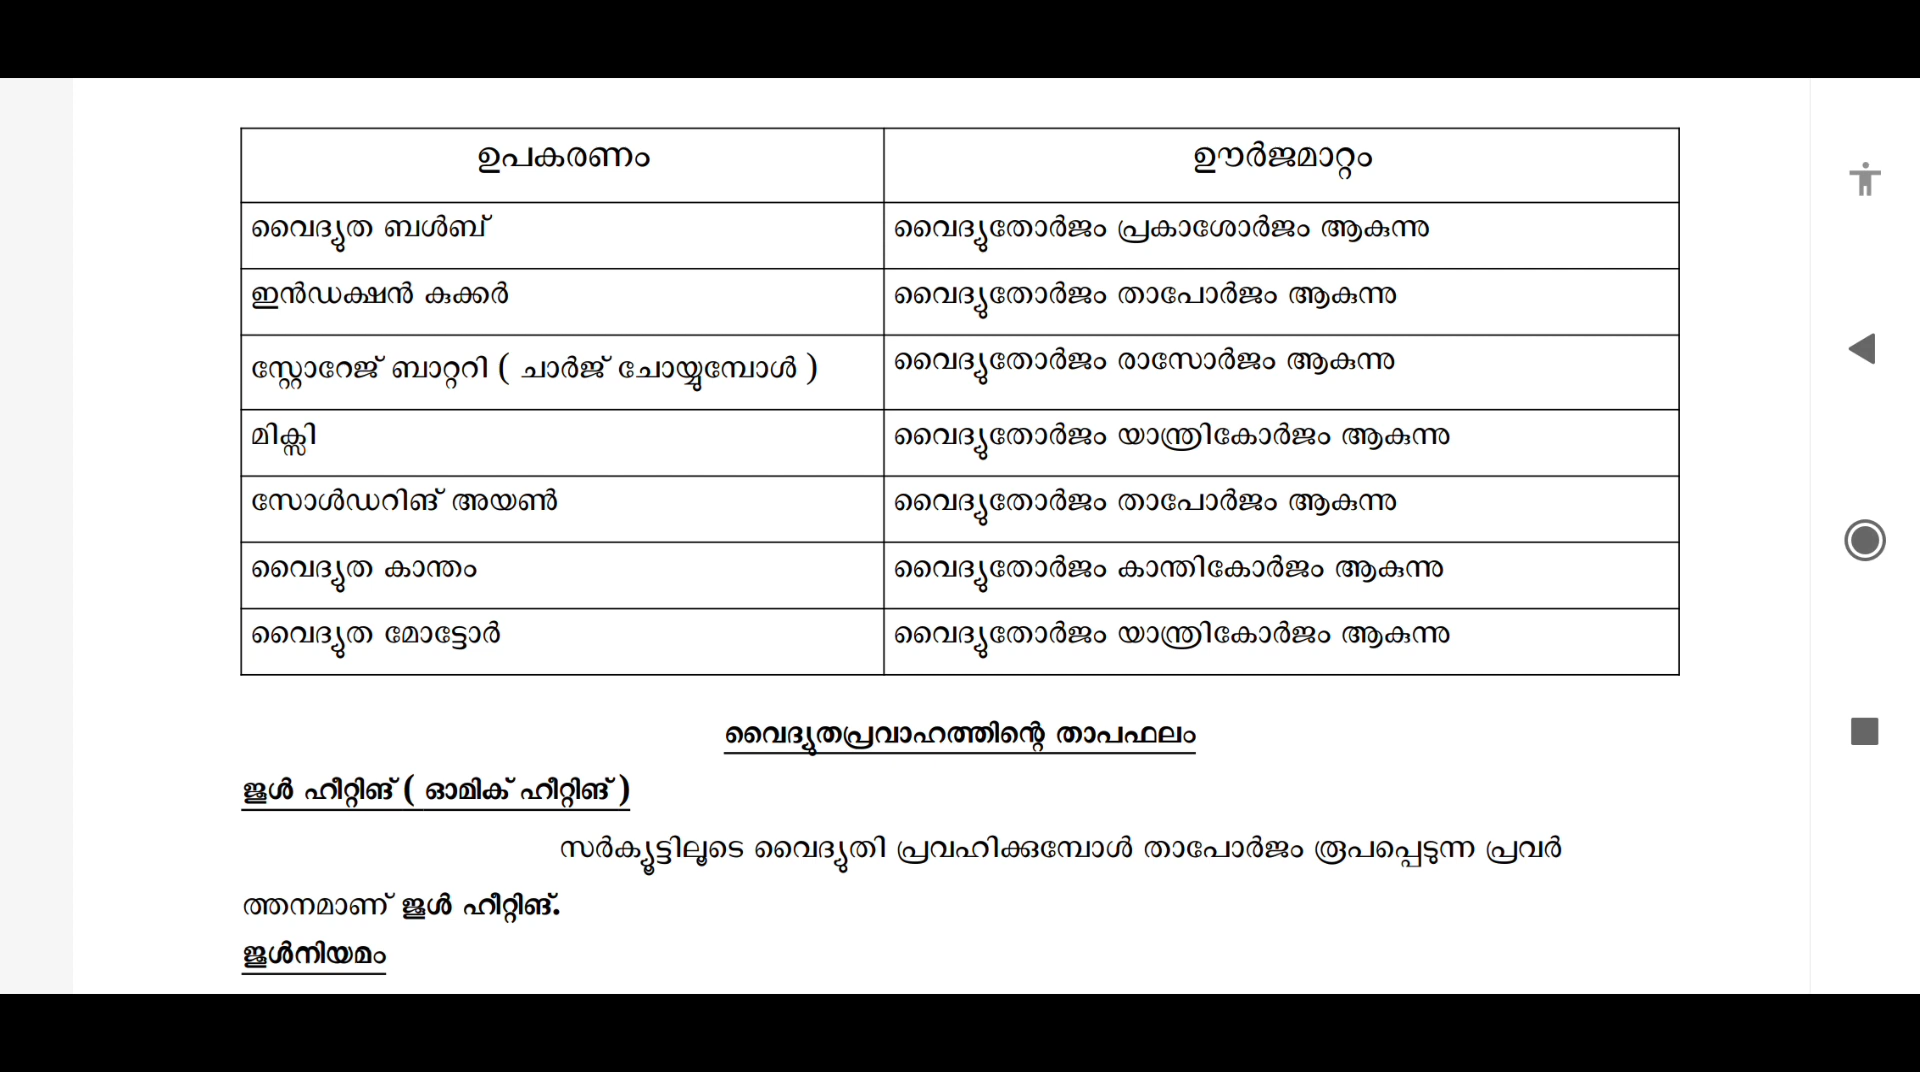 ഉപകരണം ഊർജമാറ്റം
വൈദ്യുത ബൾബ് വൈദ്യുതോർജം പ്രകാശോർജം ആകുന്നു
ഇൻഡക്ഷൻ കുക്കർ വൈദ്യുതോർജം താപോർജം ആകുന്നു
സ്റ്റോറേജ് ബാറ്ററി ( ചാർജ് ചോയ്യുമ്പോൾ ) വൈദ്യുതോർജം രാസോർജം ആകുന്നു
മിക്സി വൈദ്യുതോർജം യാന്ത്രികോർജം ആകുന്നു
സോൾഡറിങ് അയൺ വൈദ്യുതോർജം താപോർജം ആകുന്നു
വൈദ്യുത കാന്തം വൈദ്യുതോർജം കാന്തികോർജം ആകുന്നു
വൈദ്യുത മോട്ടോർ വൈദ്യുതോർജം യാന്ത്രികോർജം ആകുന്നു
വൈദ്യുതപ്രവാഹത്തിന്റെ താപഫലം
ജൂൾ ഹീറ്റിങ് ( ഓമിക് ഹീറ്റിങ് )
സർക്യൂട്ടിലൂടെ വൈദ്യുതി പ്രവഹിക്കുമ്പോൾ താപോർജം രൂപപ്പെടുന്ന പ്രവർ
ത്തനമാണ് ജൂൾ ഹീറ്റിങ്.
ജൂൾനിയമം